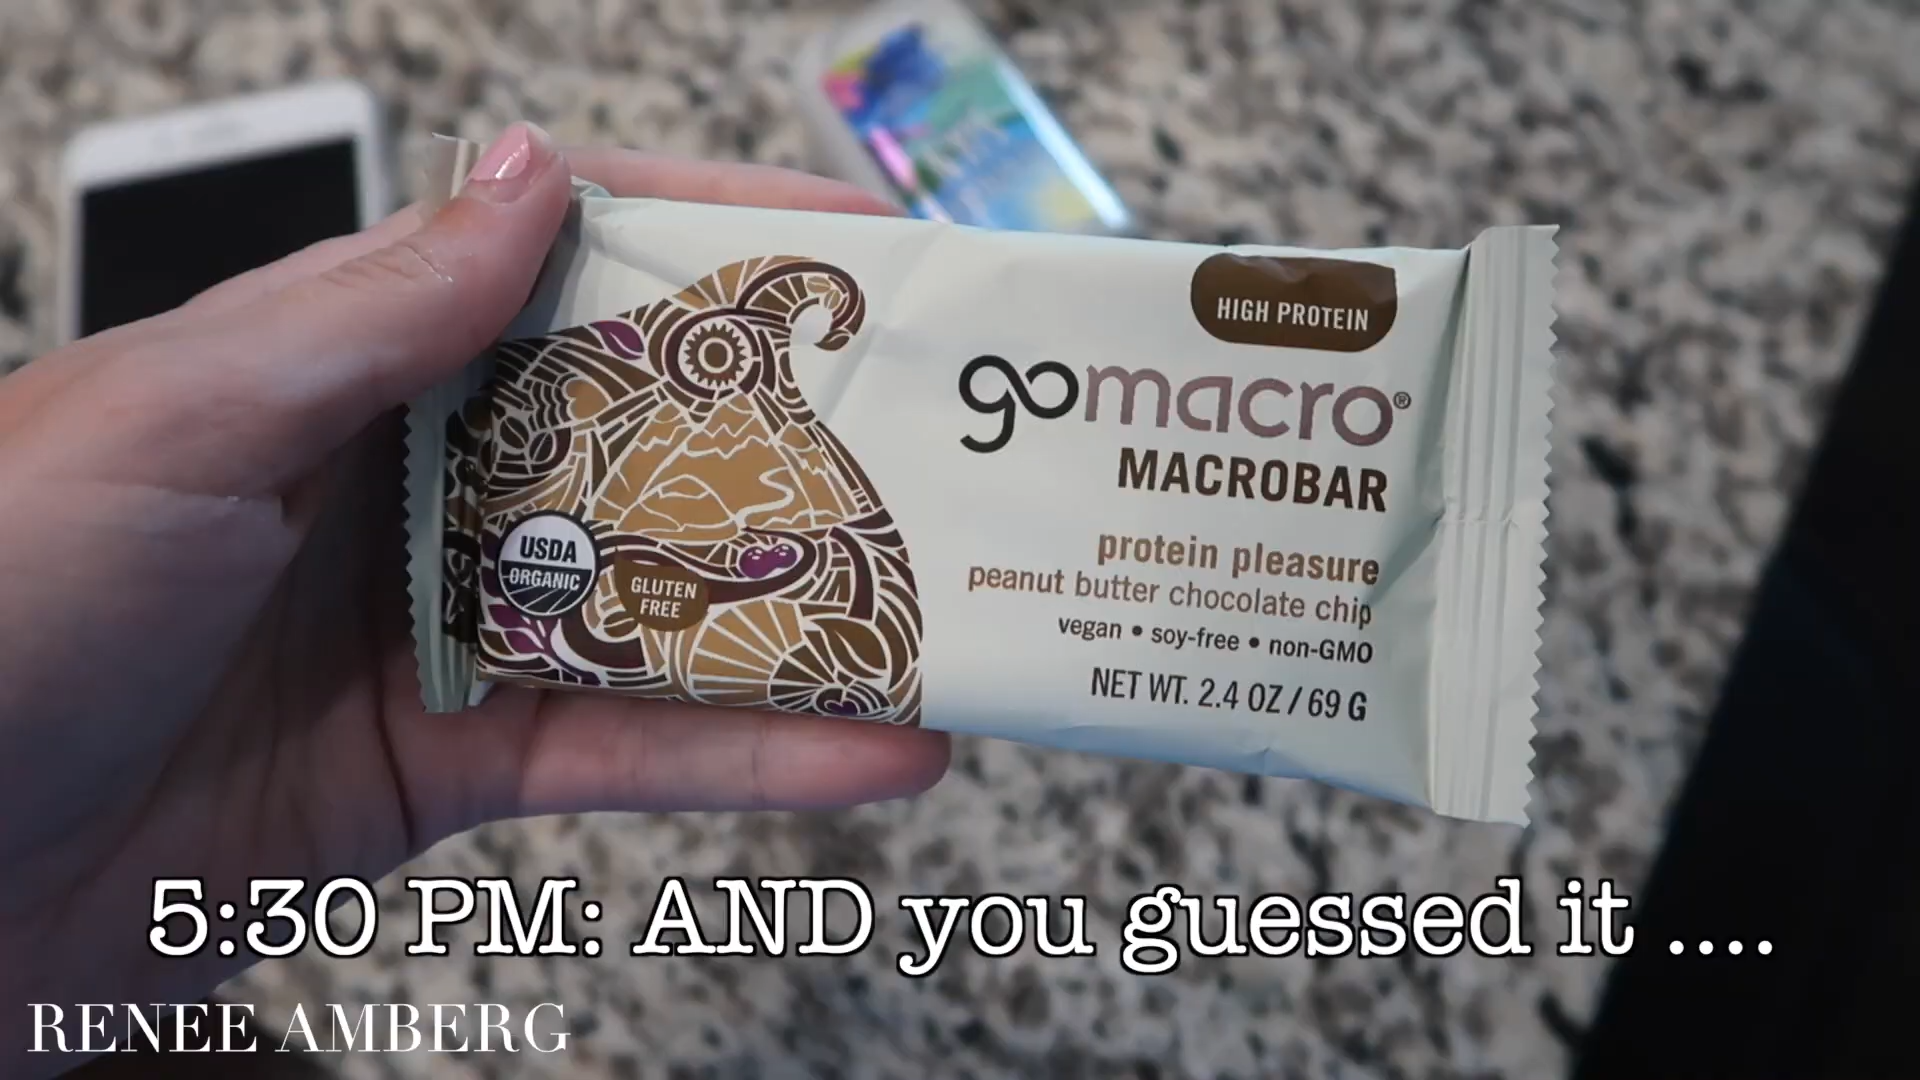 HIGH PROTEIN
gomacro®
MACROBAR
protein pleasure
peanut butter chocolate chip
vegan • soy-free • non-GMO
NET WT. 2.4 OZ / 69 G
USDA
ORGANIC
GLUTEN
FREE
5:30 PM: AND you guessed it ....
RENEE AMBERG